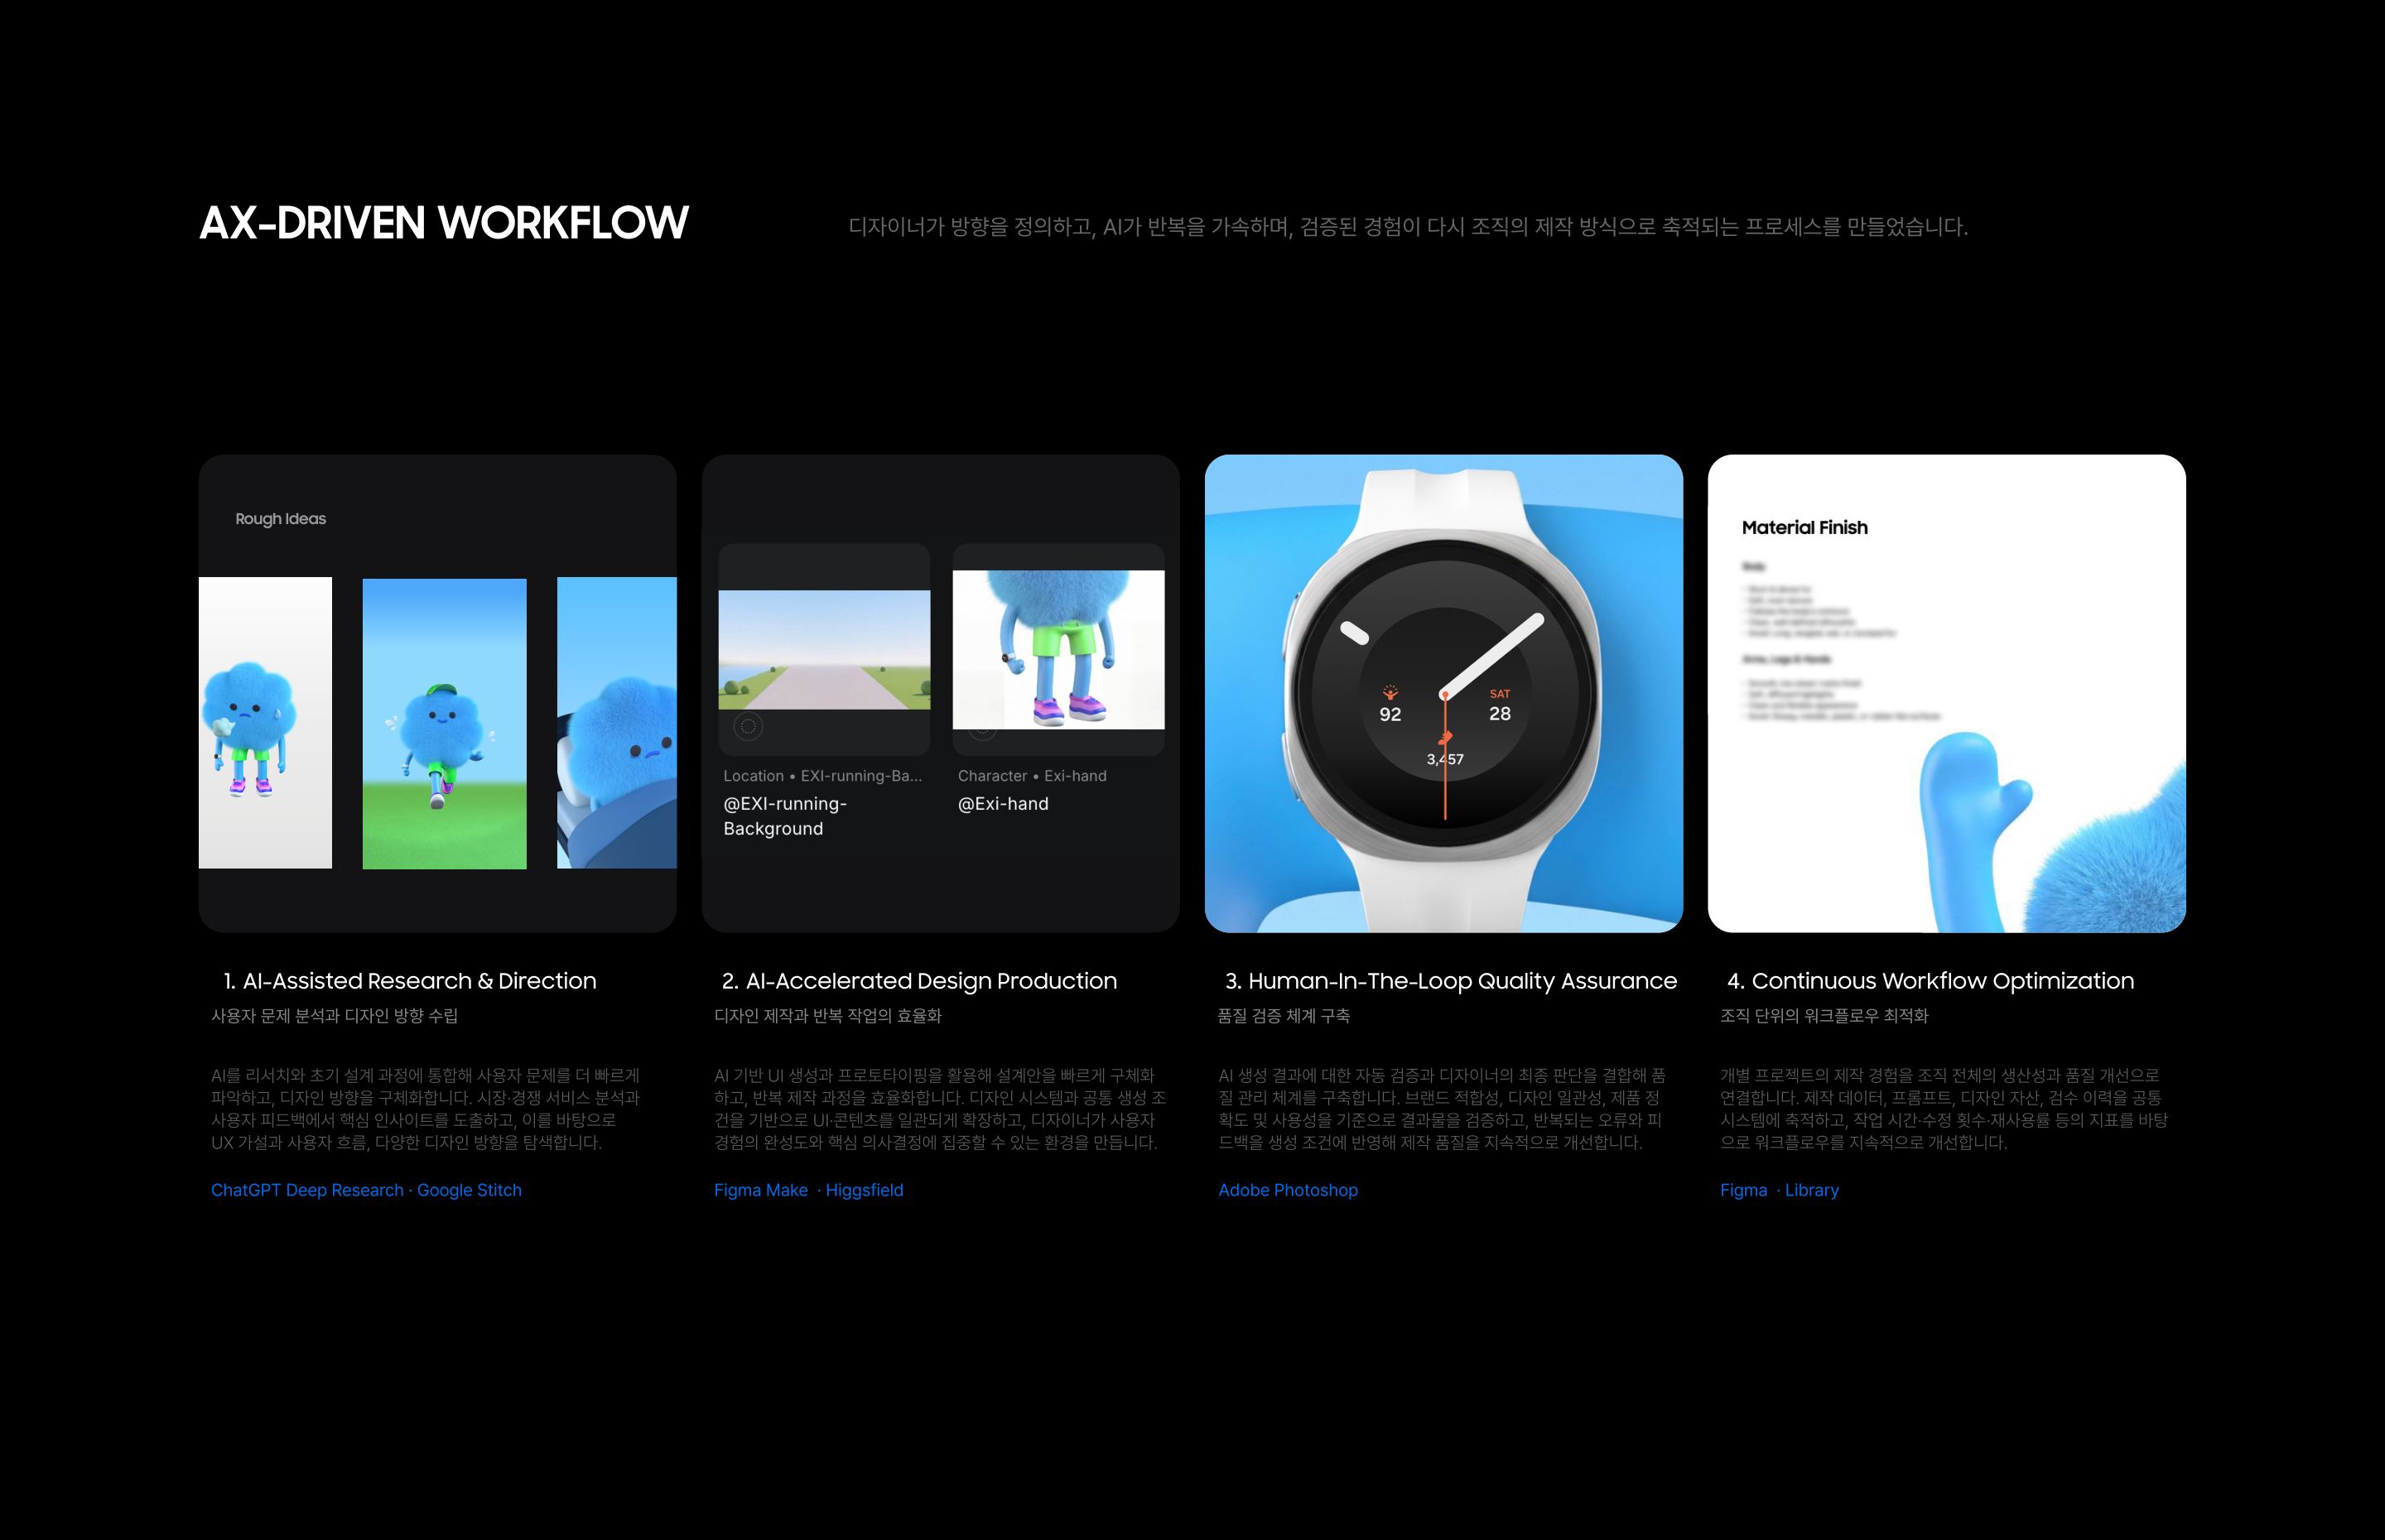 AX-DRIVEN WORKFLOW
디자이너가 방향을 정의하고, AI가 반복을 가속하며, 검증된 경험이 다시 조직의 제작 방식으로 축적되는 프로세스를 만들었습니다.
Rough Ideas
Location • EXI-running-Ba...
@EXI-running-
Background
Character • Exi-hand
@Exi-hand
92
SAT
28
3,457
Material Finish
Body
1. AI-Assisted Research & Direction
사용자 문제 분석과 디자인 방향 수립
AI를 리서치와 초기 설계 과정에 통합해 사용자 문제를 더 빠르게
파악하고, 디자인 방향을 구체화합니다. 시장·경쟁 서비스 분석과
사용자 피드백에서 핵심 인사이트를 도출하고, 이를 바탕으로
UX 가설과 사용자 흐름, 다양한 디자인 방향을 탐색합니다.
ChatGPT Deep Research · Google Stitch
2. AI-Accelerated Design Production
디자인 제작과 반복 작업의 효율화
AI 기반 UI 생성과 프로토타이핑을 활용해 설계안을 빠르게 구체화
하고, 반복 제작 과정을 효율화합니다. 디자인 시스템과 공통 생성 조
건을 기반으로 UI·콘텐츠를 일관되게 확장하고, 디자이너가 사용자
경험의 완성도와 핵심 의사결정에 집중할 수 있는 환경을 만듭니다.
Figma Make · Higgsfield
3. Human-In-The-Loop Quality Assurance
품질 검증 체계 구축
AI 생성 결과에 대한 자동 검증과 디자이너의 최종 판단을 결합해 품
질 관리 체계를 구축합니다. 브랜드 적합성, 디자인 일관성, 제품 정
확도 및 사용성을 기준으로 결과물을 검증하고, 반복되는 오류와 피
드백을 생성 조건에 반영해 제작 품질을 지속적으로 개선합니다.
Adobe Photoshop
4. Continuous Workflow Optimization
조직 단위의 워크플로우 최적화
개별 프로젝트의 제작 경험을 조직 전체의 생산성과 품질 개선으로
연결합니다. 제작 데이터, 프롬프트, 디자인 자산, 검수 이력을 공통
시스템에 축적하고, 작업 시간·수정 횟수·재사용률 등의 지표를 바탕
으로 워크플로우를 지속적으로 개선합니다.
Figma · Library